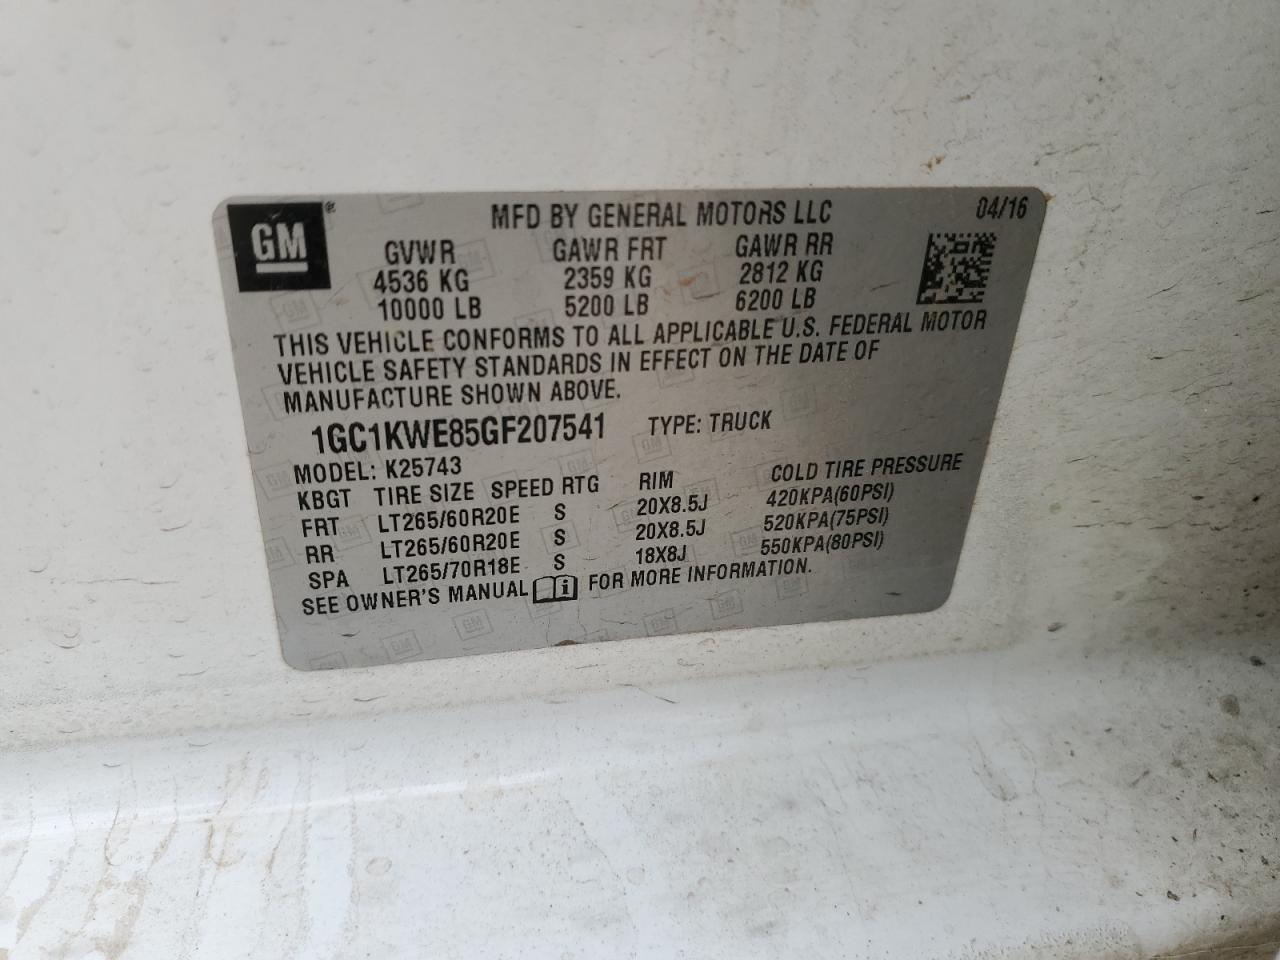 GM ®
MFD BY GENERAL MOTORS LLC 04/16
GVWR GAWR FRT GAWR RR
4536 KG 2359 KG 2812 KG
10000 LB 5200 LB 6200 LB
THIS VEHICLE CONFORMS TO ALL APPLICABLE U.S. FEDERAL MOTOR
VEHICLE SAFETY STANDARDS IN EFFECT ON THE DATE OF
MANUFACTURE SHOWN ABOVE.
1GC1KWE85GF207541 TYPE: TRUCK
MODEL: K25743
KBGT TIRE SIZE SPEED RTG RIM COLD TIRE PRESSURE
FRT LT265/60R20E S 20X8.5J 420KPA(60PSI)
RR LT265/60R20E S 20X8.5J 520KPA(75PSI)
SPA LT265/70R18E S 18X8J 550KPA(80PSI)
SEE OWNER'S MANUAL i FOR MORE INFORMATION.